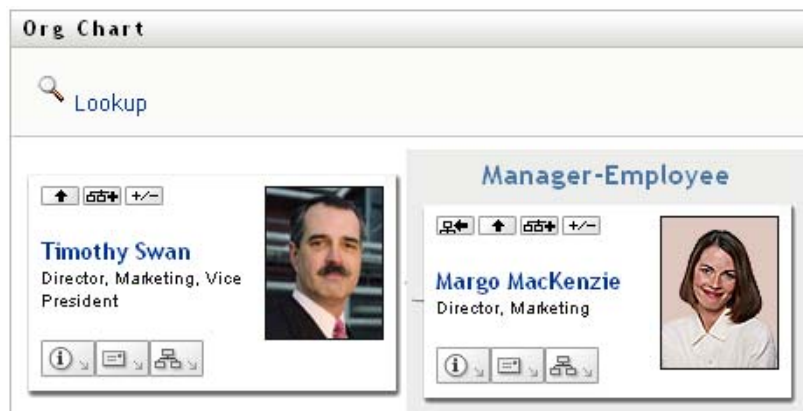 Org Chart
Lookup
Manager-Employee
+/-
Timothy Swan
Director, Marketing, Vice
President
+/-
Margo MacKenzie
Director, Marketing